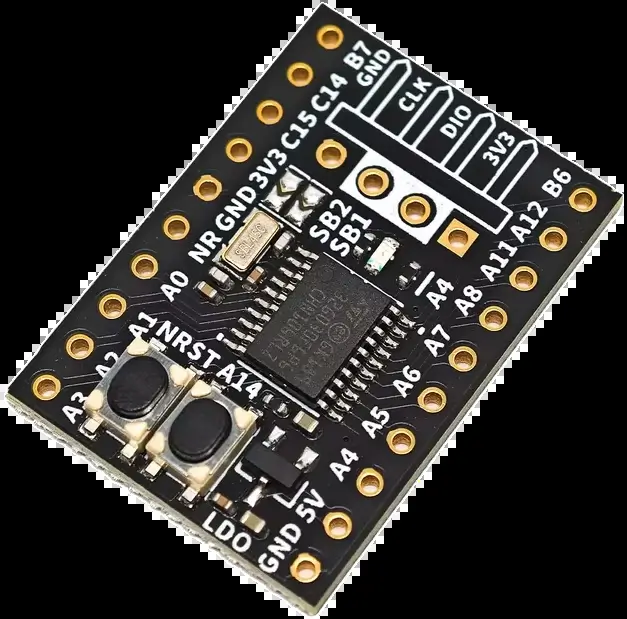 B7
GND
CLK
DIO
3V3
C14
C15
3V3
GND
NR
SB2
SB1
B6
A12
A11
A8
A4
A7
A6
A5
A4
5V
GND
LDO
A0
A1
A2
A3
NRST
A14